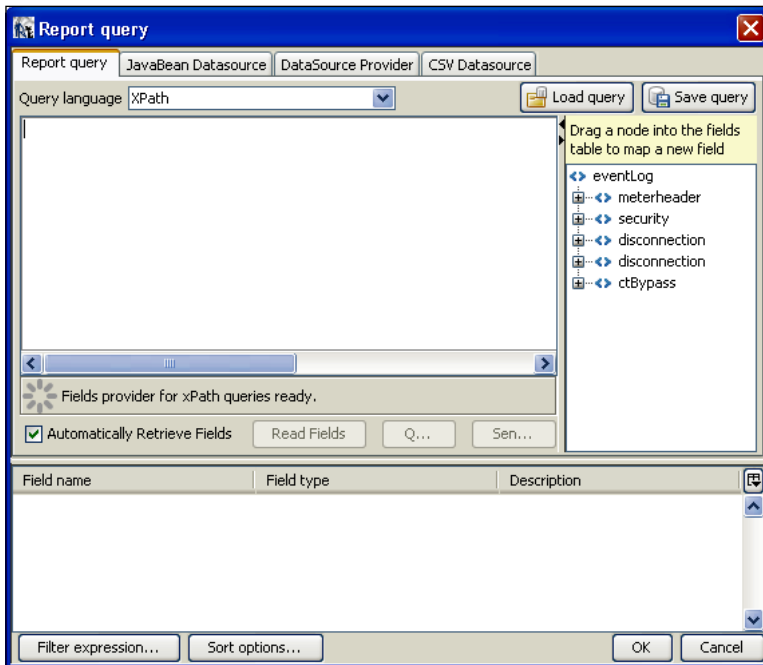 Report query
Report query JavaBean Datasource DataSource Provider CSV Datasource
Query language XPath Load query Save query
Drag a node into the fields
table to map a new field
eventLog
meterheader
security
disconnection
disconnection
ctBypass
Fields provider for xPath queries ready.
Automatically Retrieve Fields Read Fields Q... Sen...
Field name Field type Description
Filter expression... Sort options... OK Cancel